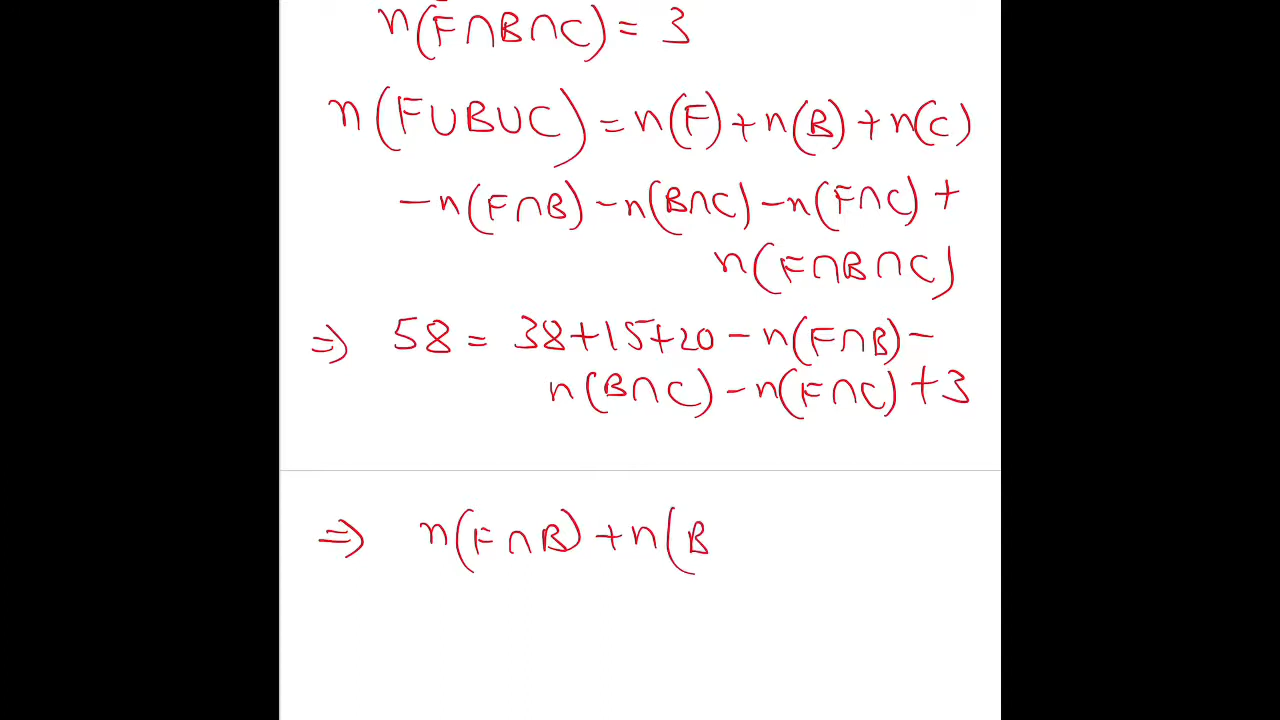 n(F∩B∩C) = 3
n(F∪B∪C) = n(F) + n(B) + n(C)
- n(F∩B) - n(B∩C) - n(F∩C) +
n(F∩B∩C)
⇒ 58 = 38+15+20 - n(F∩B) -
n(B∩C) - n(F∩C) + 3
⇒ n(F∩B) + n(B